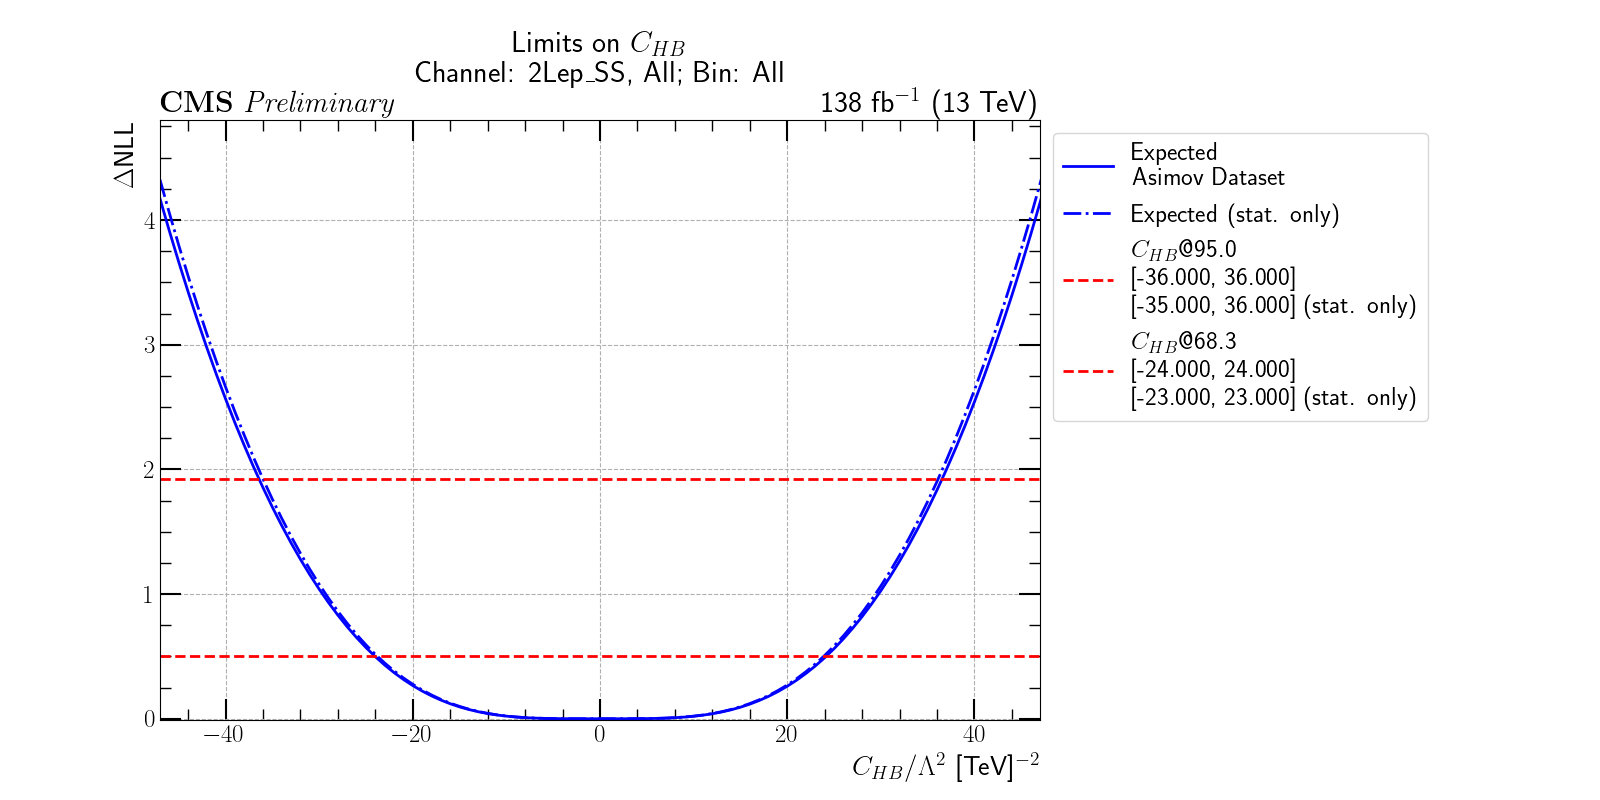 Limits on C_{HB}
Channel: 2Lep_SS, All; Bin: All
CMS Preliminary
138 fb^{-1} (13 TeV)
ΔNLL
4
3
2
1
0
−40
−20
0
20
40
C_{HB}/Λ^2 [TeV]^{-2}
Expected
Asimov Dataset
Expected (stat. only)
C_{HB}@95.0
[-36.000, 36.000]
[-35.000, 36.000] (stat. only)
C_{HB}@68.3
[-24.000, 24.000]
[-23.000, 23.000] (stat. only)